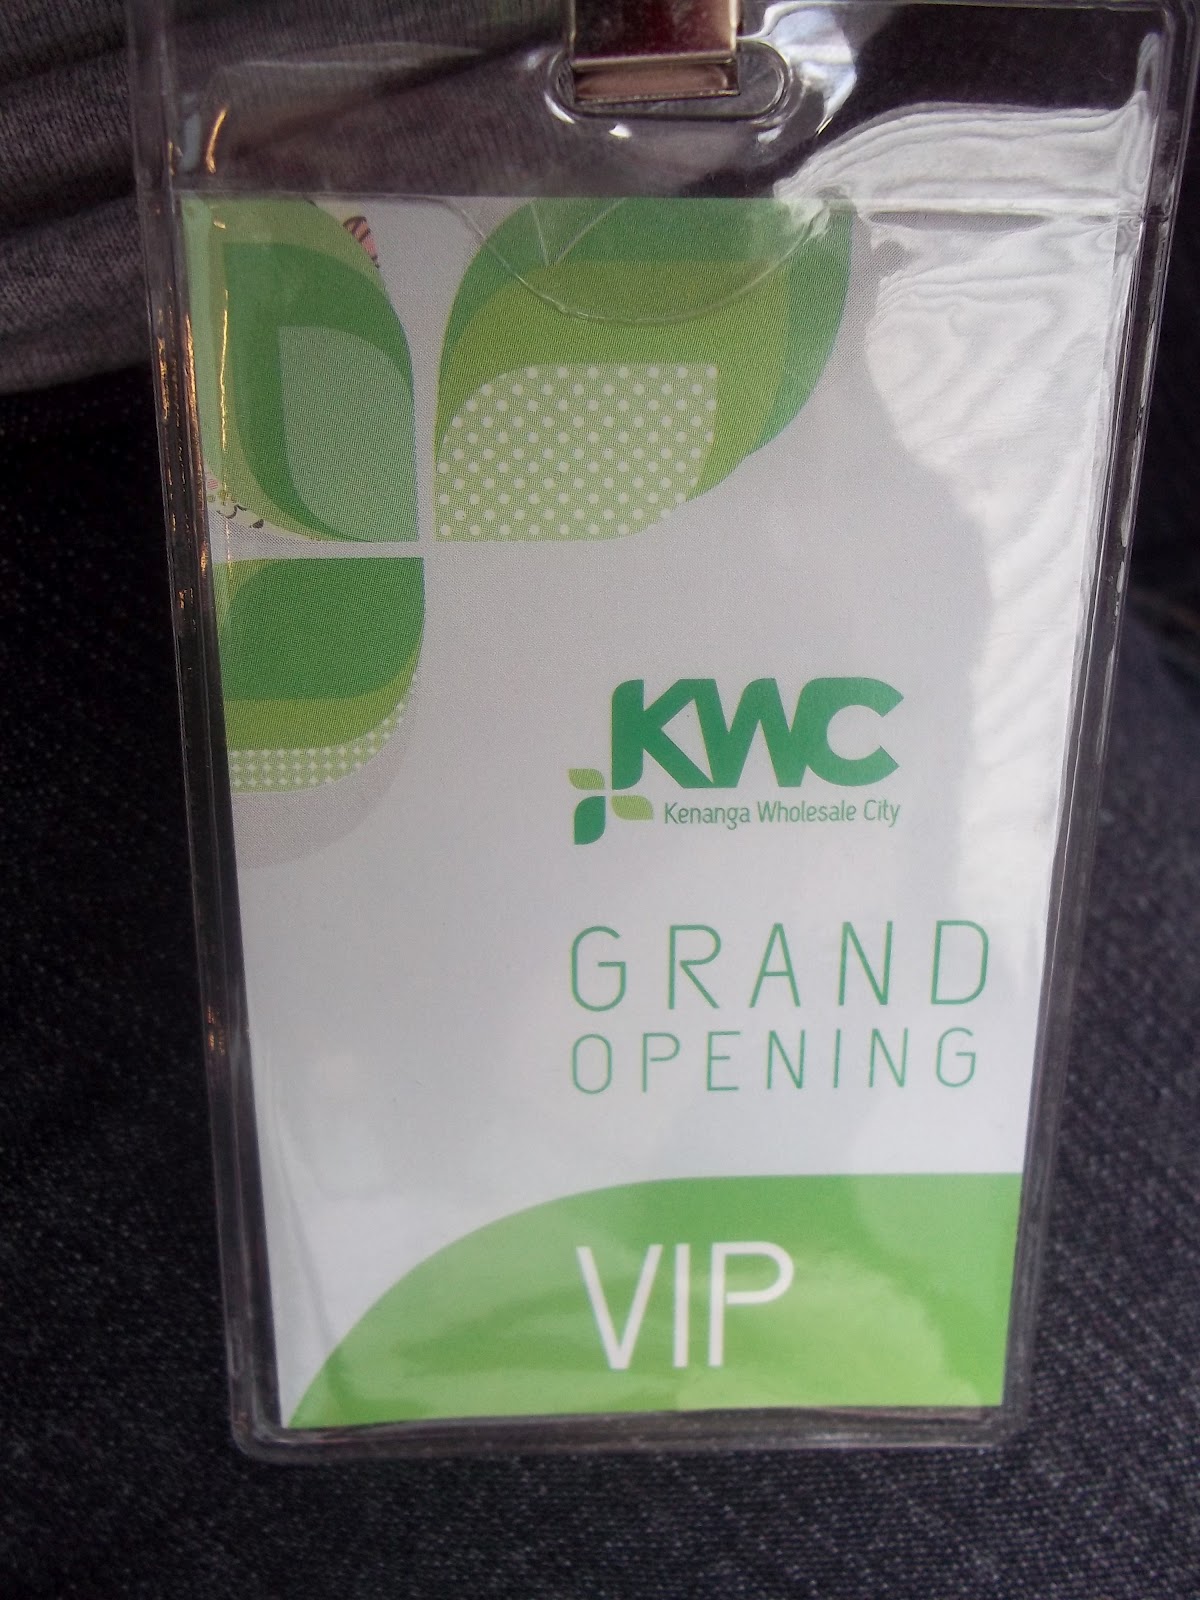 KWC
Kenanga Wholesale City
GRAND
OPENING
VIP